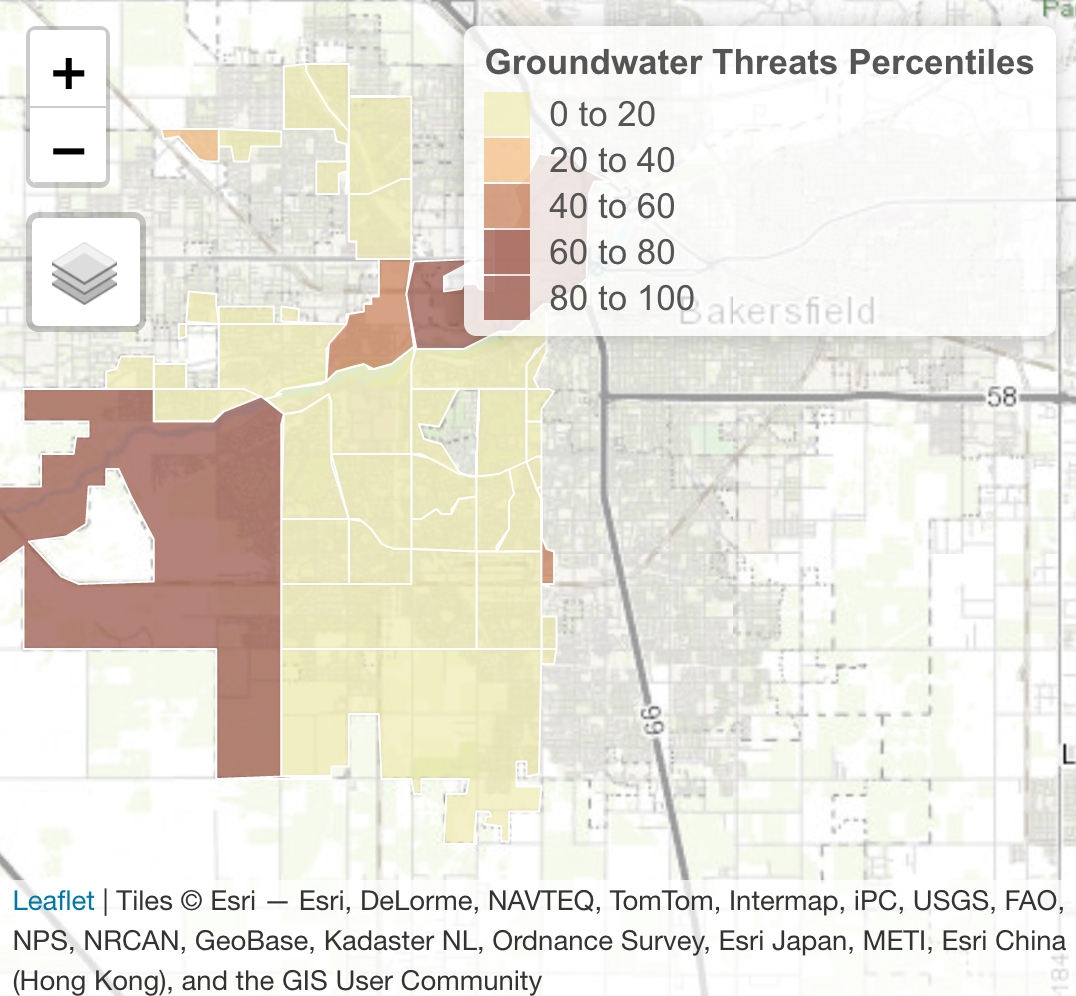 Pa
+
−
Groundwater Threats Percentiles
0 to 20
20 to 40
40 to 60
60 to 80
80 to 100
Bakersfield
58
99
L
184
Leaflet | Tiles © Esri — Esri, DeLorme, NAVTEQ, TomTom, Intermap, iPC, USGS, FAO,
NPS, NRCAN, GeoBase, Kadaster NL, Ordnance Survey, Esri Japan, METI, Esri China
(Hong Kong), and the GIS User Community